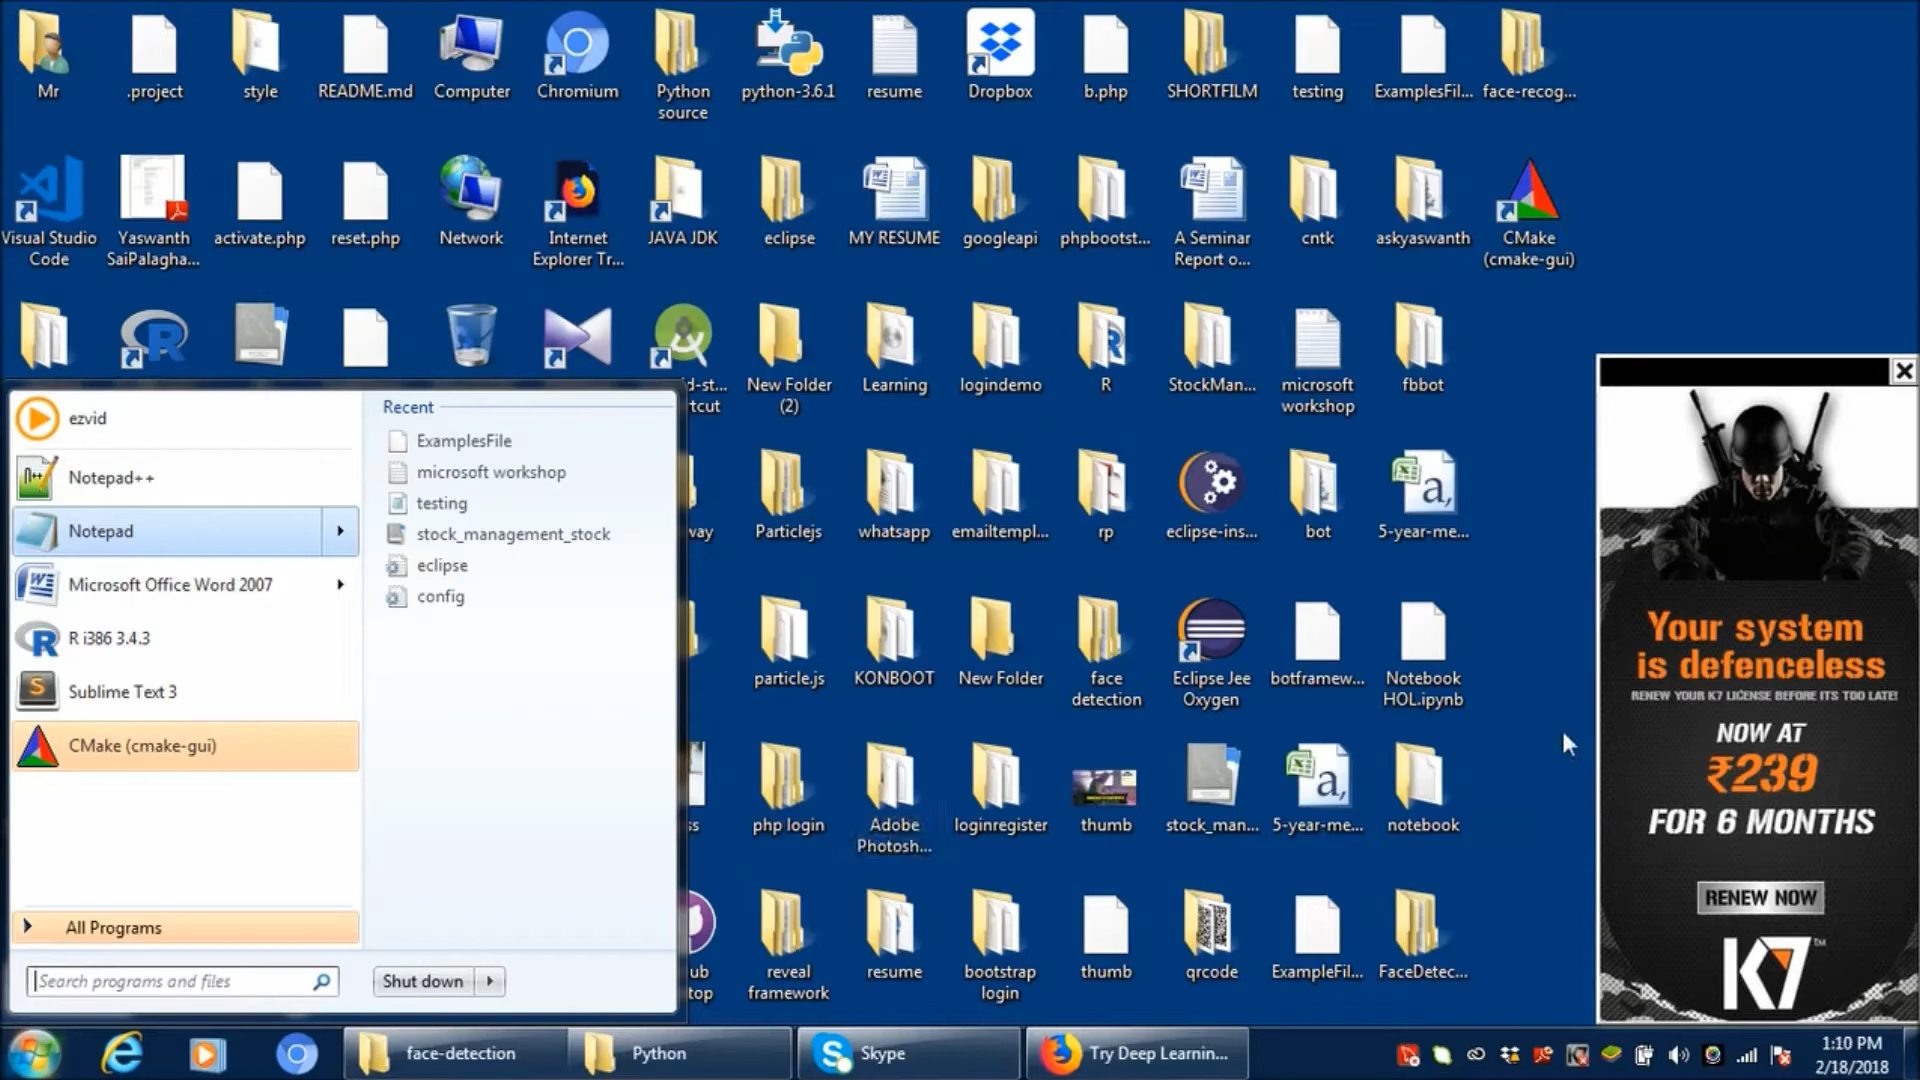 Mr
.project
style
README.md
Computer
Chromium
Python
source
python-3.6.1
resume
Dropbox
b.php
SHORTFILM
testing
ExamplesFil...
face-recog...
Visual Studio
Code
Yaswanth
SaiPalagha...
activate.php
reset.php
Network
Internet
Explorer Tr...
JAVA JDK
eclipse
MY RESUME
googleapi
phpbootst...
A Seminar
Report o...
cntk
askyaswanth
CMake
(cmake-gui)
d-st...
rtcut
New Folder
(2)
Learning
logindemo
R
StockMan...
microsoft
workshop
fbbot
way
Particlejs
whatsapp
emailtempl...
rp
eclipse-ins...
bot
5-year-me...
particle.js
KONBOOT
New Folder
face
detection
Eclipse Jee
Oxygen
botframew...
Notebook
HOL.ipynb
ss
php login
Adobe
Photosh...
loginregister
thumb
stock_man...
5-year-me...
notebook
ub
top
reveal
framework
resume
bootstrap
login
thumb
qrcode
ExampleFil...
FaceDetec...
ezvid
Notepad++
Notepad
Microsoft Office Word 2007
R i386 3.4.3
Sublime Text 3
CMake (cmake-gui)
All Programs
Search programs and files
Recent
ExamplesFile
microsoft workshop
testing
stock_management_stock
eclipse
config
Shut down
Your system
is defenceless
RENEW YOUR K7 LICENSE BEFORE ITS TOO LATE!
NOW AT
₹239
FOR 6 MONTHS
RENEW NOW
K7™
face-detection
Python
Skype
Try Deep Learnin...
1:10 PM
2/18/2018